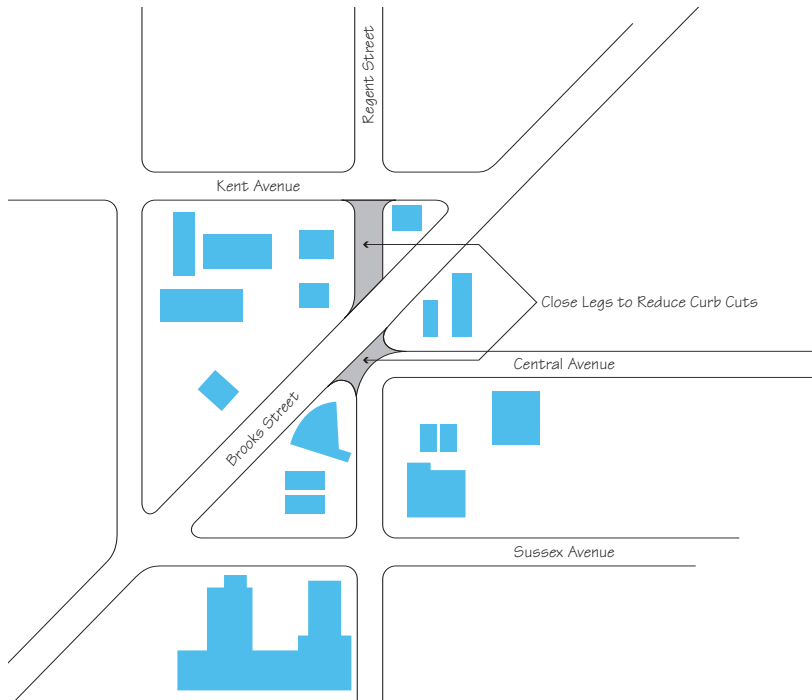 Regent Street
Kent Avenue
Close Legs to Reduce Curb Cuts
Central Avenue
Brooks Street
Sussex Avenue